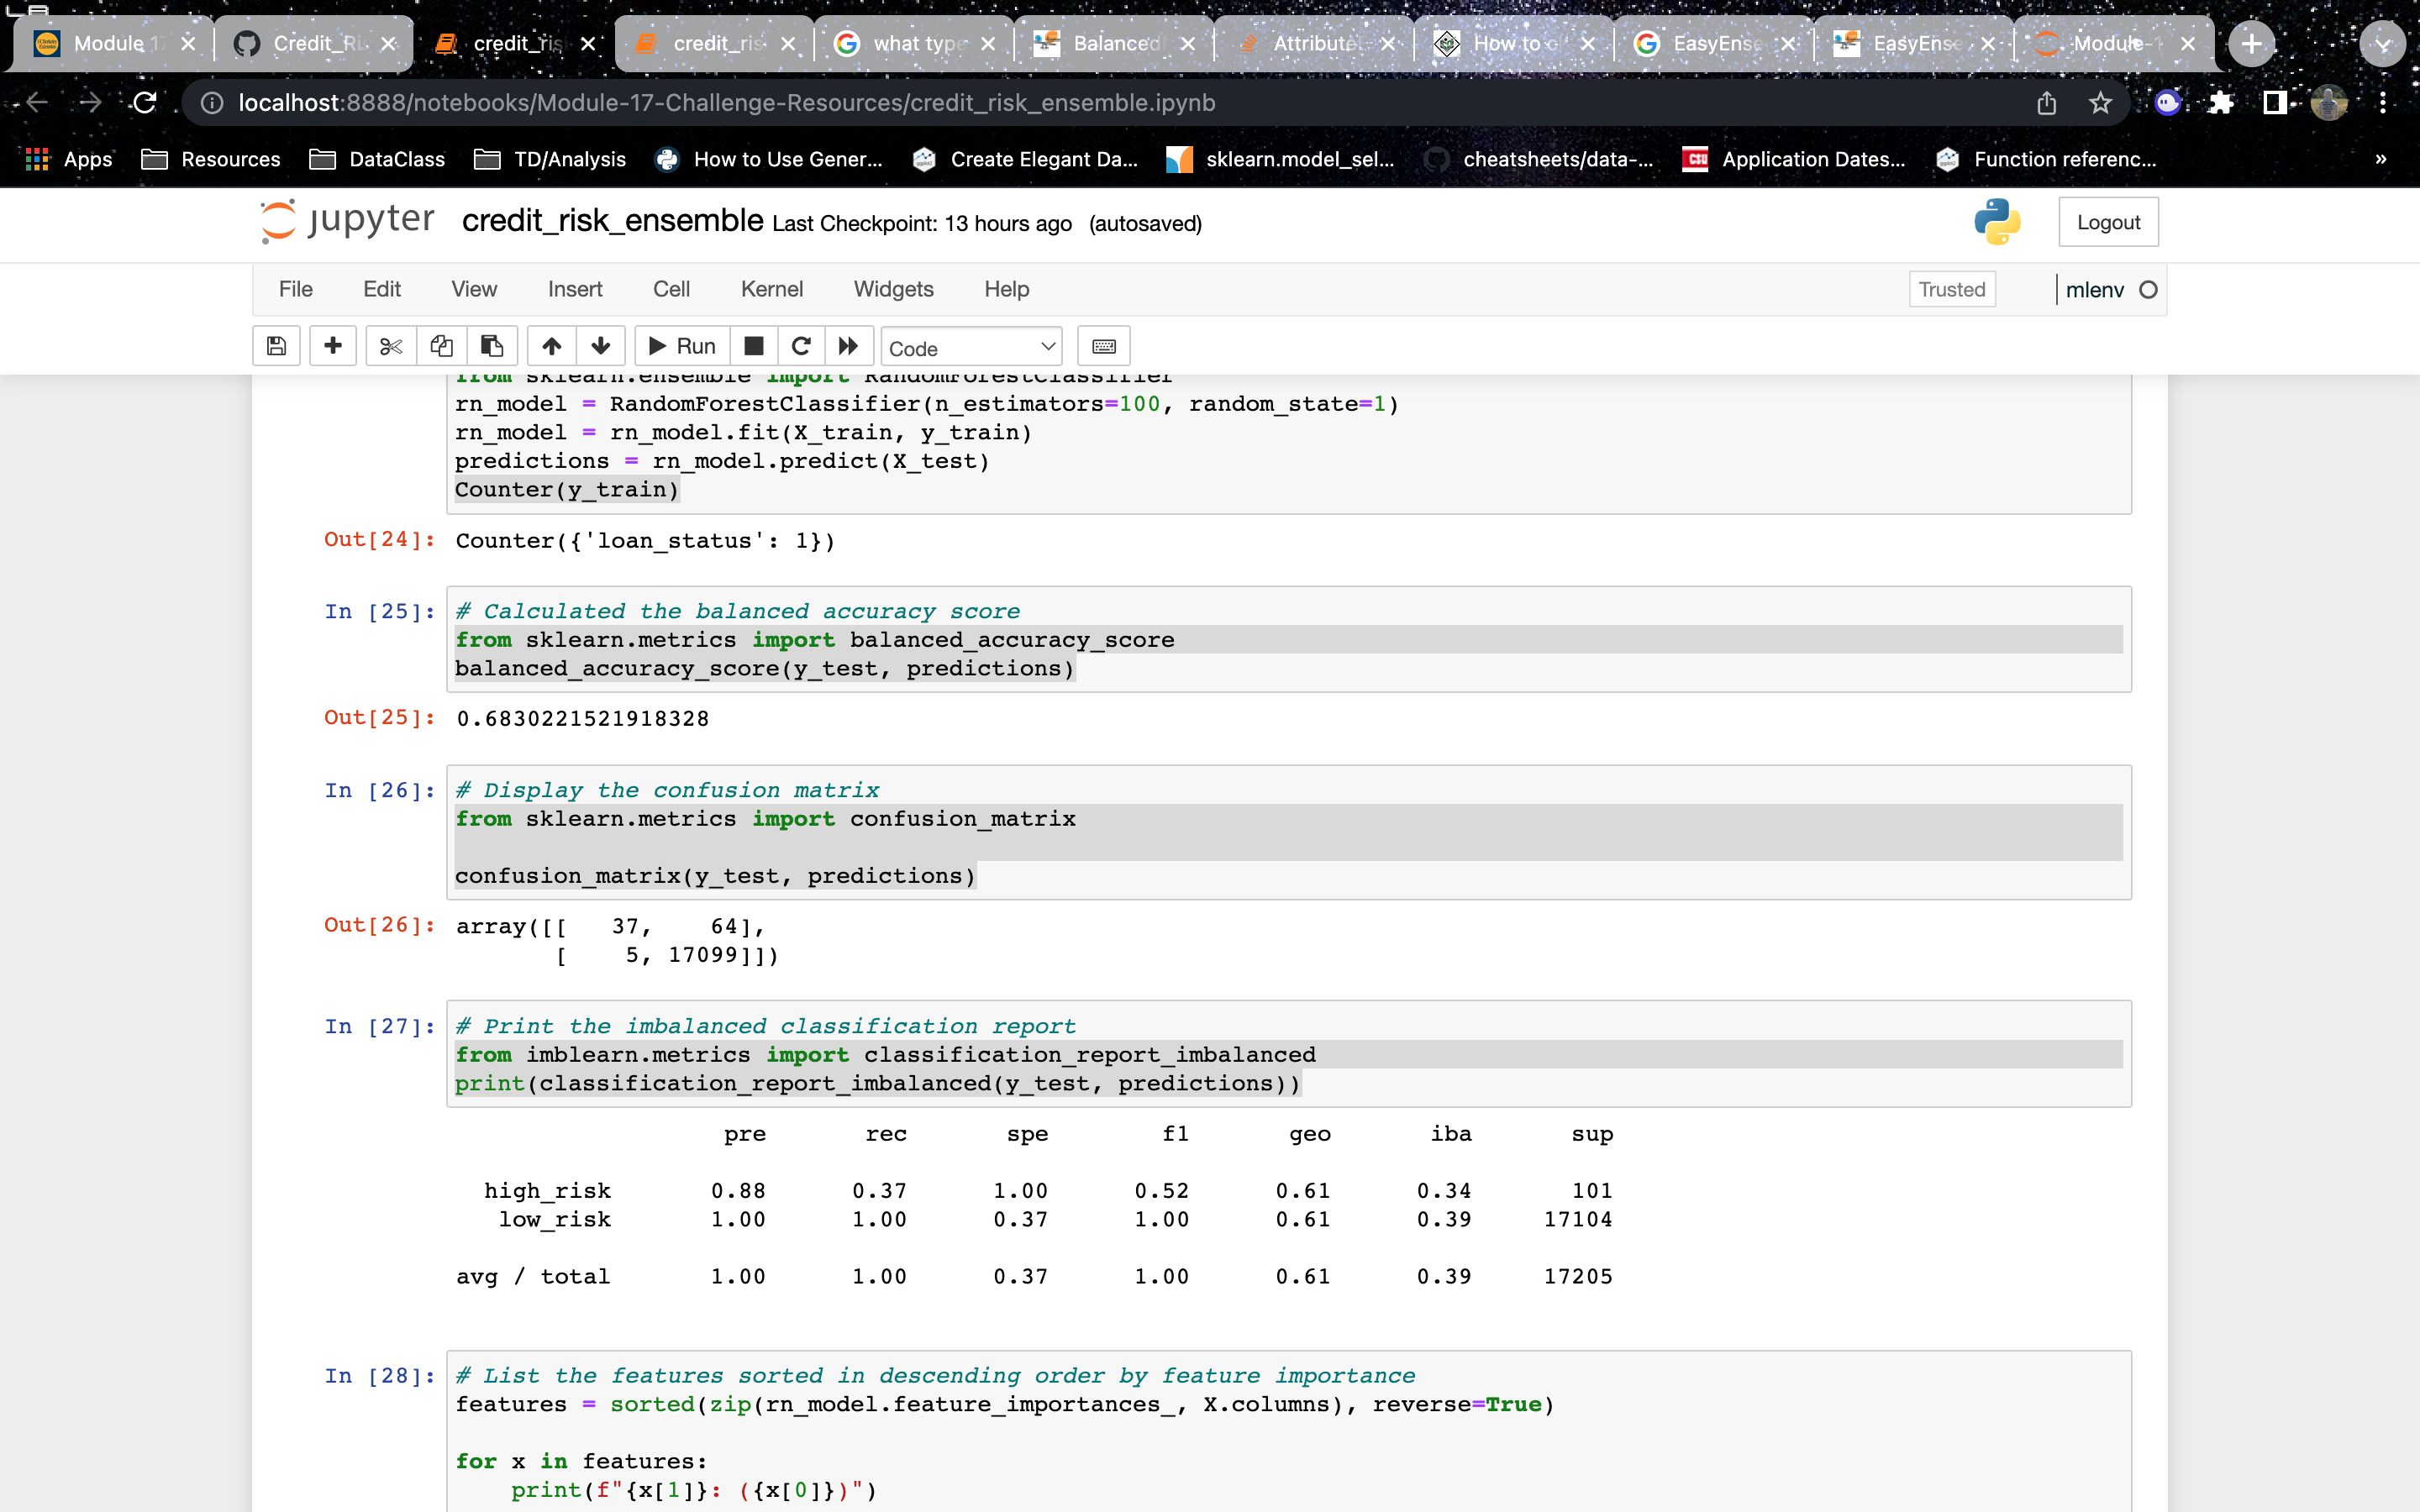 Module 17
Credit_Ri
credit_ris
credit_ris
what type
Balanced
Attribute
How to
EasyEnse
EasyEnse
Module-1
localhost:8888/notebooks/Module-17-Challenge-Resources/credit_risk_ensemble.ipynb
Apps
Resources
DataClass
TD/Analysis
How to Use Gener...
Create Elegant Da...
sklearn.model_sel...
cheatsheets/data-...
CSU
Application Dates...
Function referenc...
»
jupyter credit_risk_ensemble Last Checkpoint: 13 hours ago (autosaved)
Logout
File Edit View Insert Cell Kernel Widgets Help
Trusted
mlenv
Run
Code
from sklearn.ensemble import RandomForestClassifier
rn_model = RandomForestClassifier(n_estimators=100, random_state=1)
rn_model = rn_model.fit(X_train, y_train)
predictions = rn_model.predict(X_test)
Counter(y_train)
Out[24]: Counter({'loan_status': 1})
In [25]: # Calculated the balanced accuracy score
from sklearn.metrics import balanced_accuracy_score
balanced_accuracy_score(y_test, predictions)
Out[25]: 0.6830221521918328
In [26]: # Display the confusion matrix
from sklearn.metrics import confusion_matrix
confusion_matrix(y_test, predictions)
Out[26]: array([[   37,    64],
[    5, 17099]])
In [27]: # Print the imbalanced classification report
from imblearn.metrics import classification_report_imbalanced
print(classification_report_imbalanced(y_test, predictions))
pre rec spe f1 geo iba sup
high_risk 0.88 0.37 1.00 0.52 0.61 0.34 101
low_risk 1.00 1.00 0.37 1.00 0.61 0.39 17104
avg / total 1.00 1.00 0.37 1.00 0.61 0.39 17205
In [28]: # List the features sorted in descending order by feature importance
features = sorted(zip(rn_model.feature_importances_, X.columns), reverse=True)
for x in features:
print(f"{x[1]}: ({x[0]})")